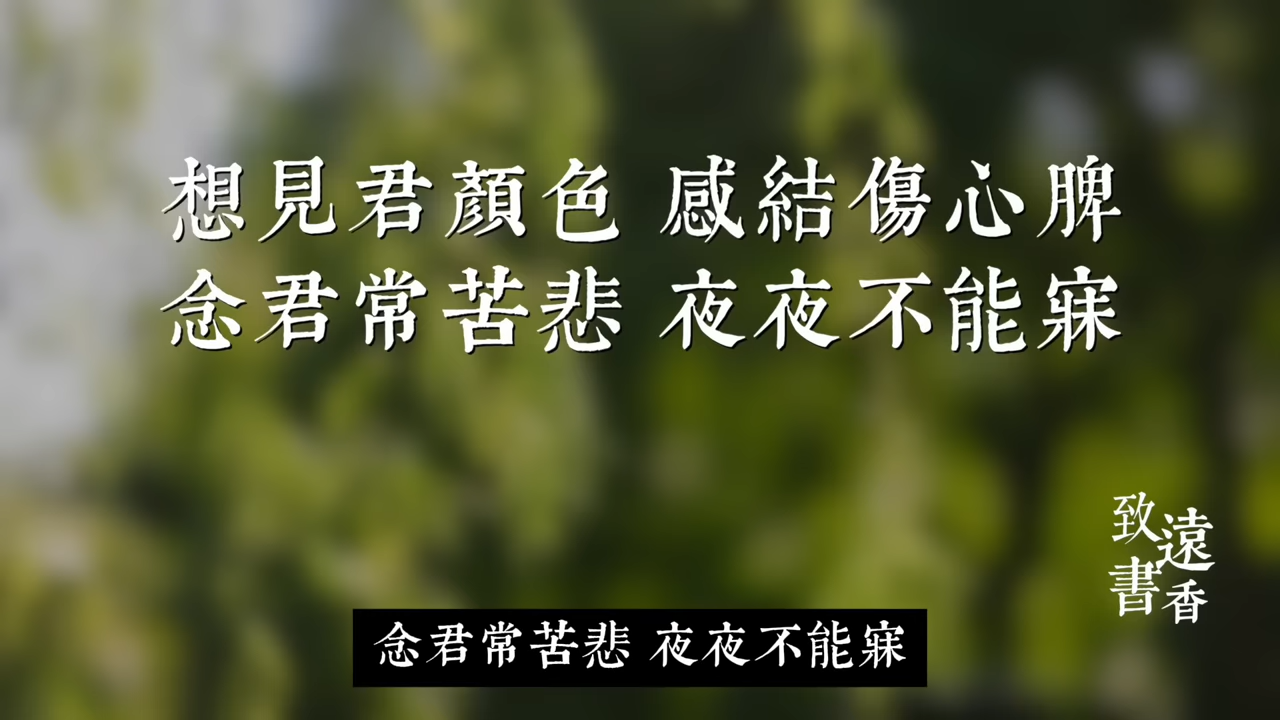 想見君顏色 感結傷心脾
念君常苦悲 夜夜不能寐
致遠
書香
念君常苦悲 夜夜不能寐